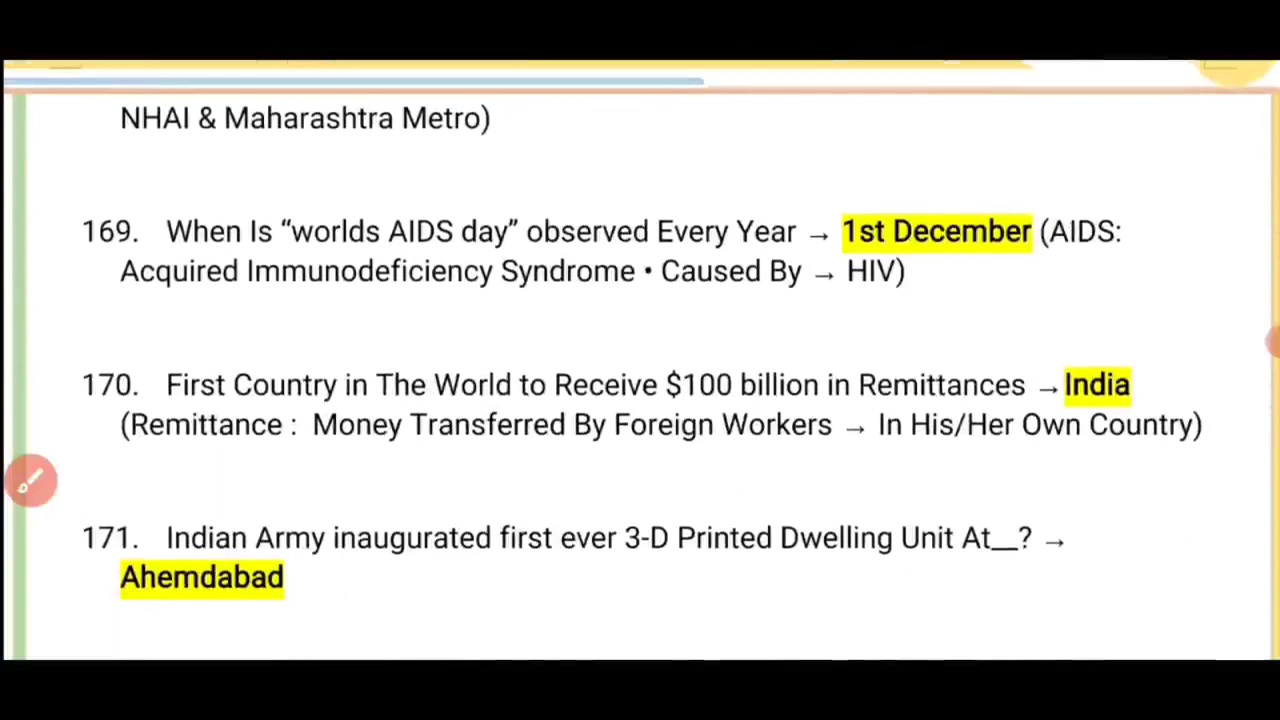 NHAI & Maharashtra Metro)
169. When Is “worlds AIDS day” observed Every Year → 1st December (AIDS:
Acquired Immunodeficiency Syndrome • Caused By → HIV)
170. First Country in The World to Receive $100 billion in Remittances →India
(Remittance : Money Transferred By Foreign Workers → In His/Her Own Country)
171. Indian Army inaugurated first ever 3-D Printed Dwelling Unit At__? →
Ahemdabad